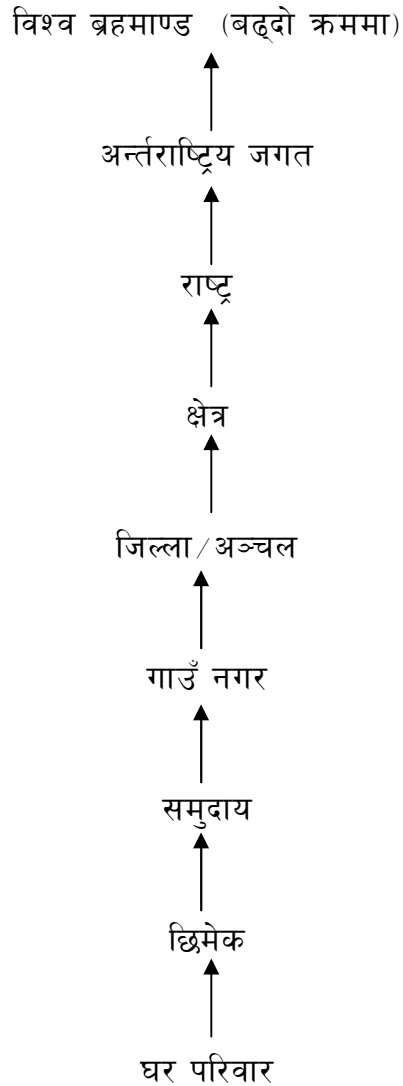 विश्व ब्रहमाण्ड (बढ्दो क्रममा)
अर्न्तराष्ट्रिय जगत
राष्ट्र
क्षेत्र
जिल्ला/अञ्चल
गाउँ नगर
समुदाय
छिमेक
घर परिवार